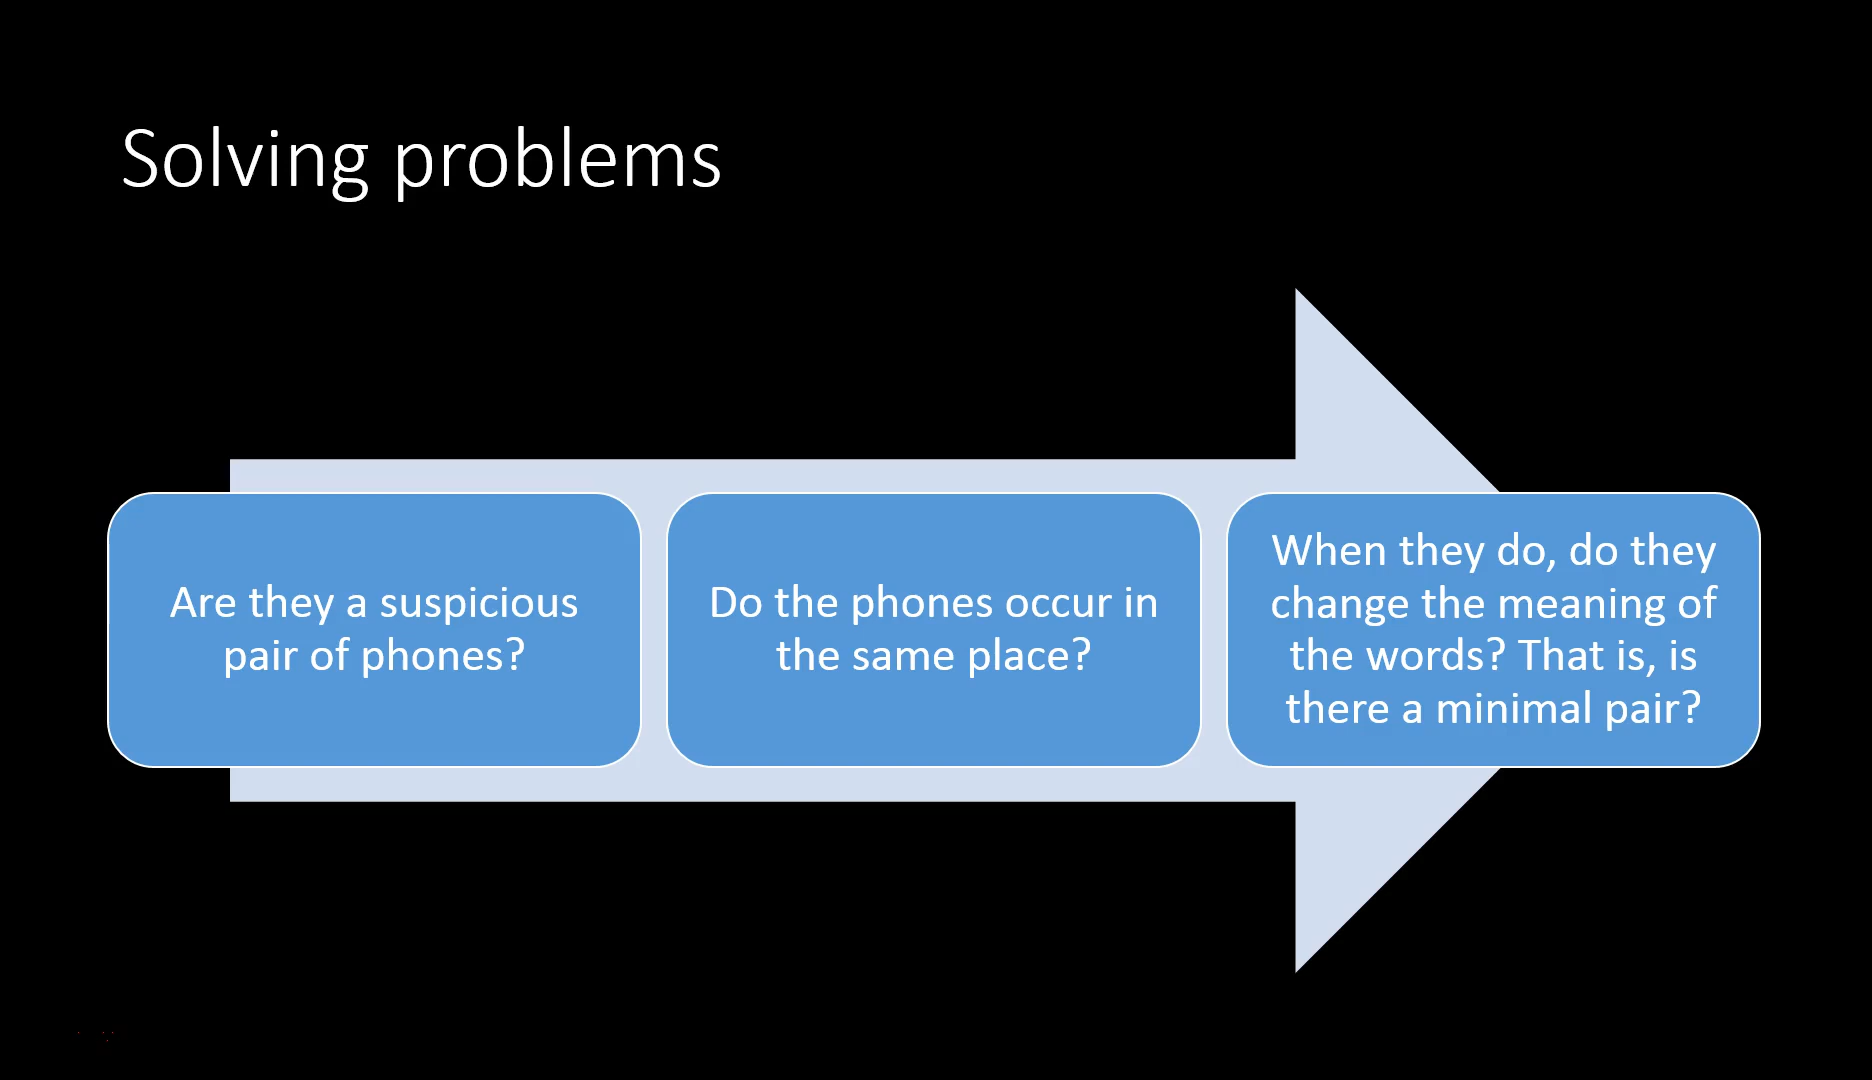 Solving problems
Are they a suspicious
pair of phones?
Do the phones occur in
the same place?
When they do, do they
change the meaning of
the words? That is, is
there a minimal pair?